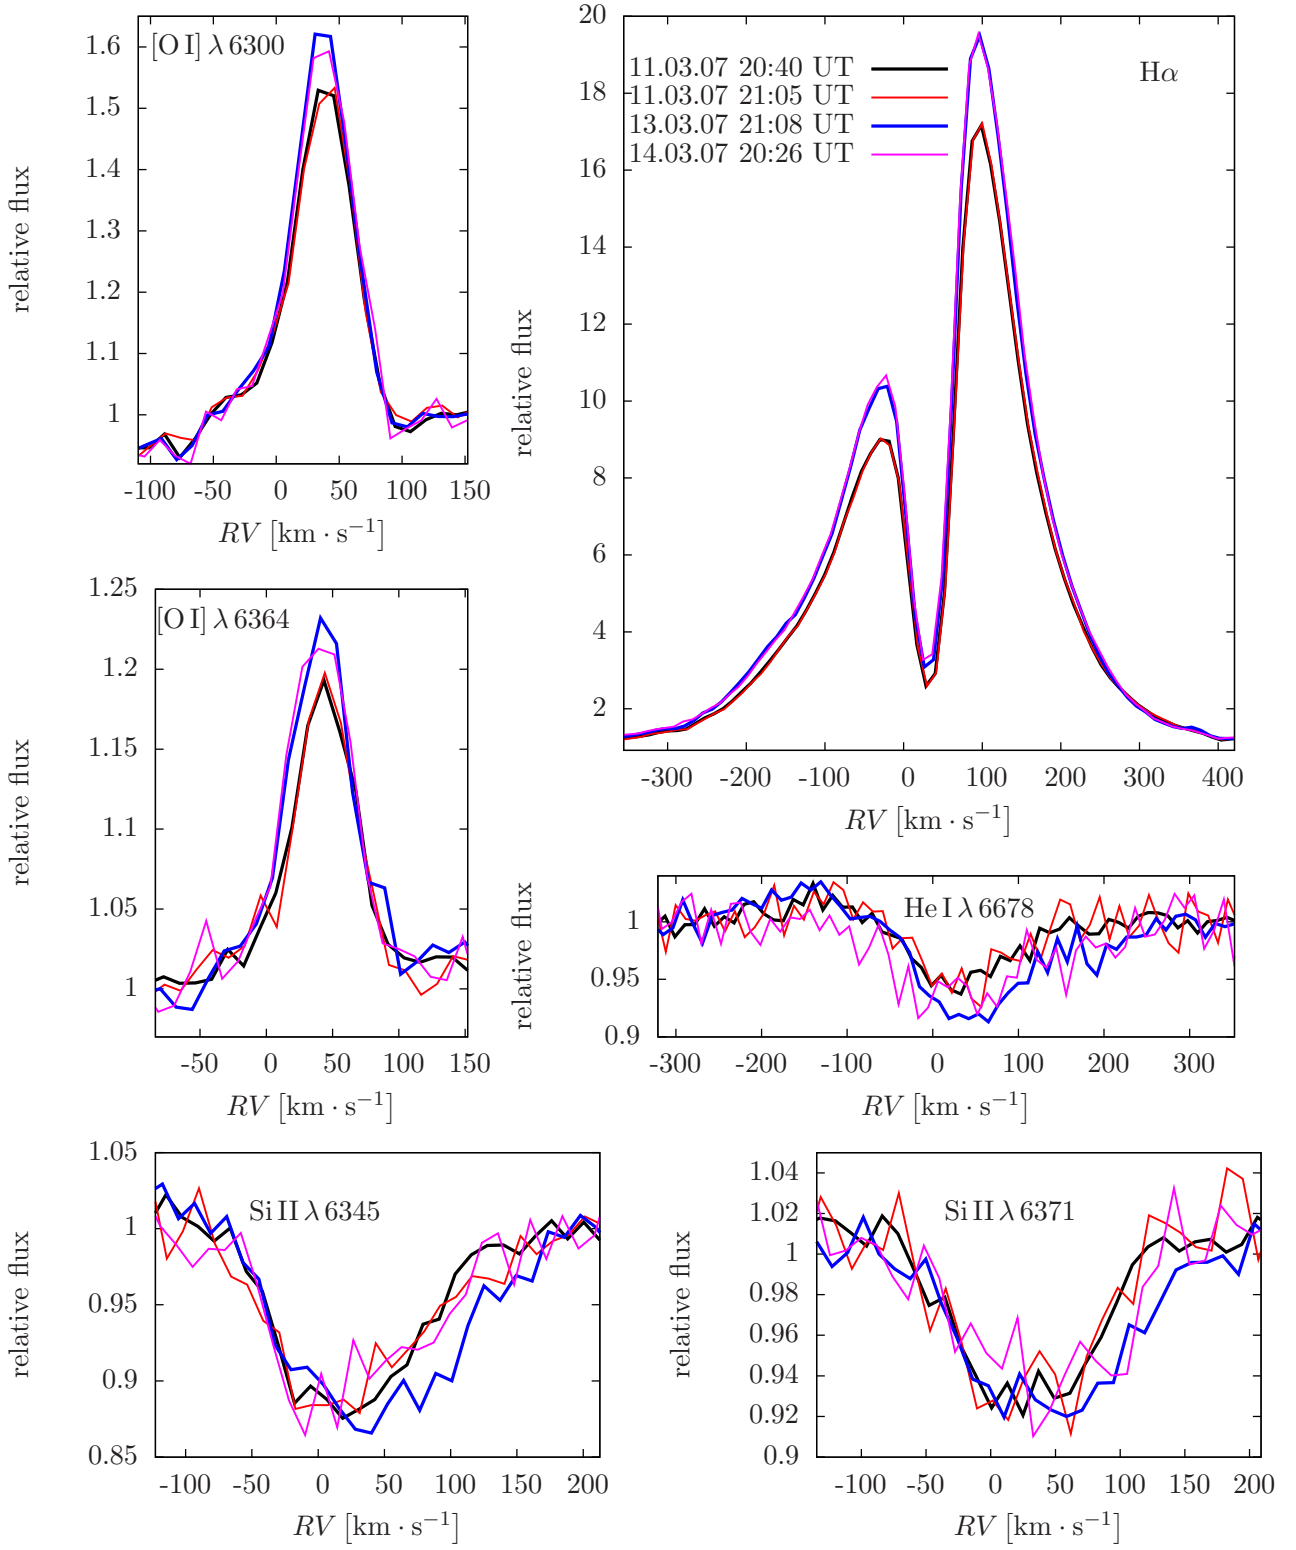 [O I] λ 6300
1.6
1.5
1.4
1.3
1.2
1.1
1
relative flux
-100 -50 0 50 100 150
RV [km · s⁻¹]
Hα
11.03.07 20:40 UT
11.03.07 21:05 UT
13.03.07 21:08 UT
14.03.07 20:26 UT
20
18
16
14
12
10
8
6
4
2
relative flux
-300 -200 -100 0 100 200 300 400
RV [km · s⁻¹]
[O I] λ 6364
1.25
1.2
1.15
1.1
1.05
1
relative flux
-50 0 50 100 150
RV [km · s⁻¹]
He I λ 6678
1
0.95
0.9
relative flux
-300 -200 -100 0 100 200 300
RV [km · s⁻¹]
Si II λ 6345
1.05
1
0.95
0.9
0.85
relative flux
-100 -50 0 50 100 150 200
RV [km · s⁻¹]
Si II λ 6371
1.04
1.02
1
0.98
0.96
0.94
0.92
0.9
relative flux
-100 -50 0 50 100 150 200
RV [km · s⁻¹]